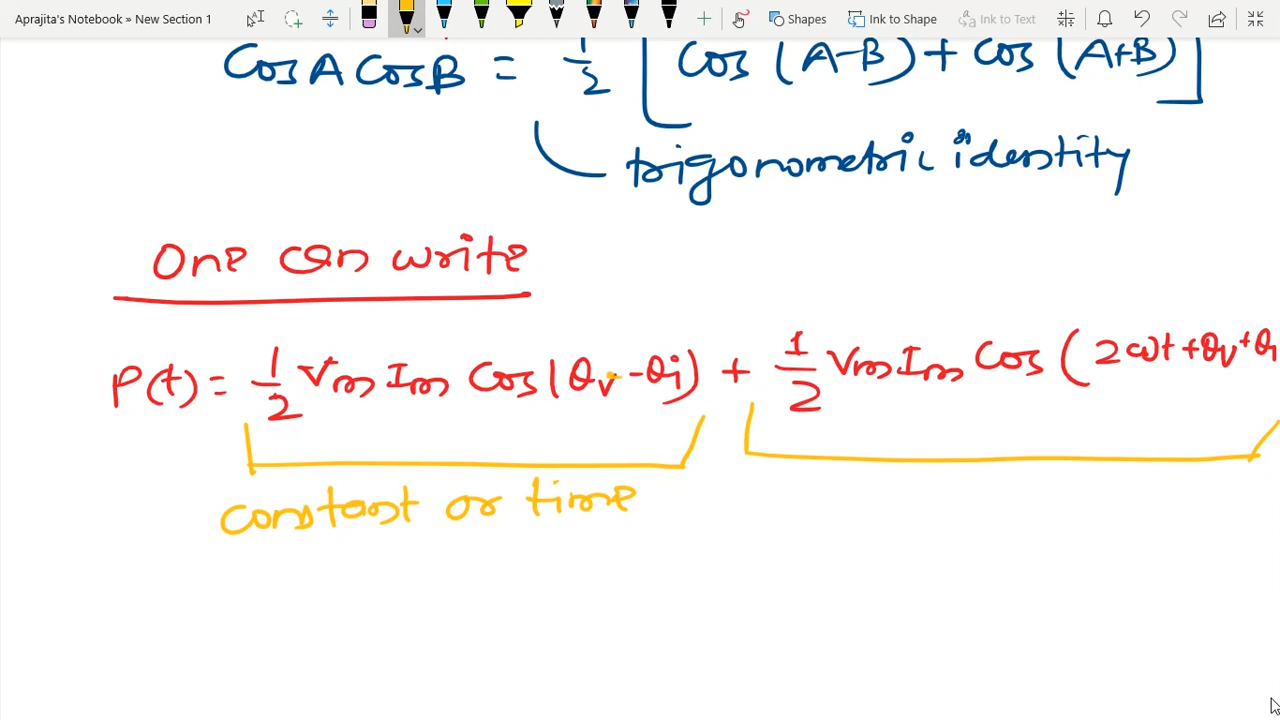 Aprajita's Notebook » New Section 1
Shapes Ink to Shape Ink to Text
Cos A Cos B = 1/2 [ Cos (A-B) + Cos (A+B) ]
trigonometric identity
One can write
P(t) = 1/2 Vm Im Cos(θv - θi) + 1/2 Vm Im Cos (2ωt + θv + θi
constant or time